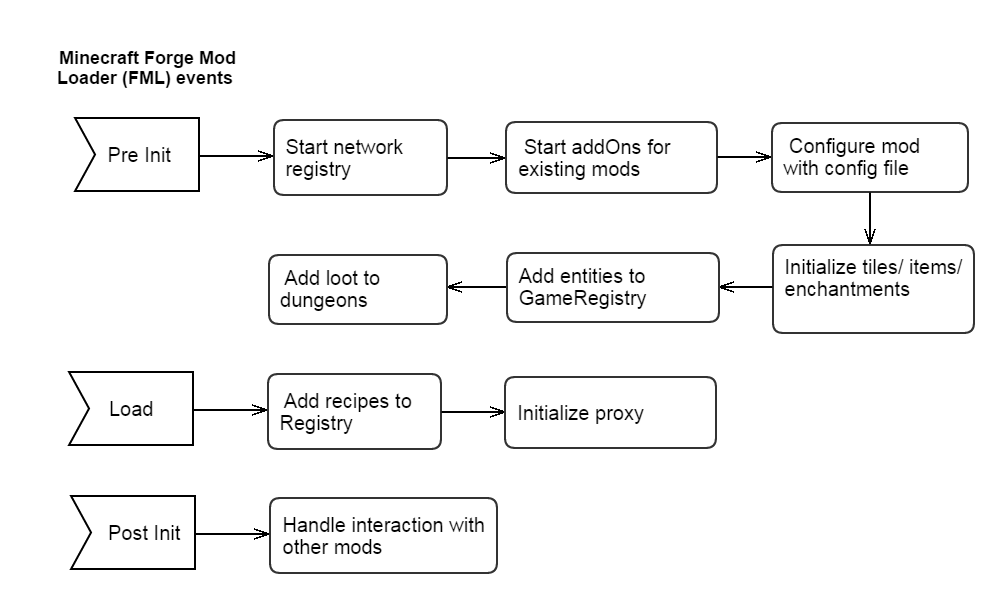 Minecraft Forge Mod
Loader (FML) events
Pre Init
Start network
registry
Start addOns for
existing mods
Configure mod
with config file
Initialize tiles/ items/
enchantments
Add entities to
GameRegistry
Add loot to
dungeons
Load
Add recipes to
Registry
Initialize proxy
Post Init
Handle interaction with
other mods